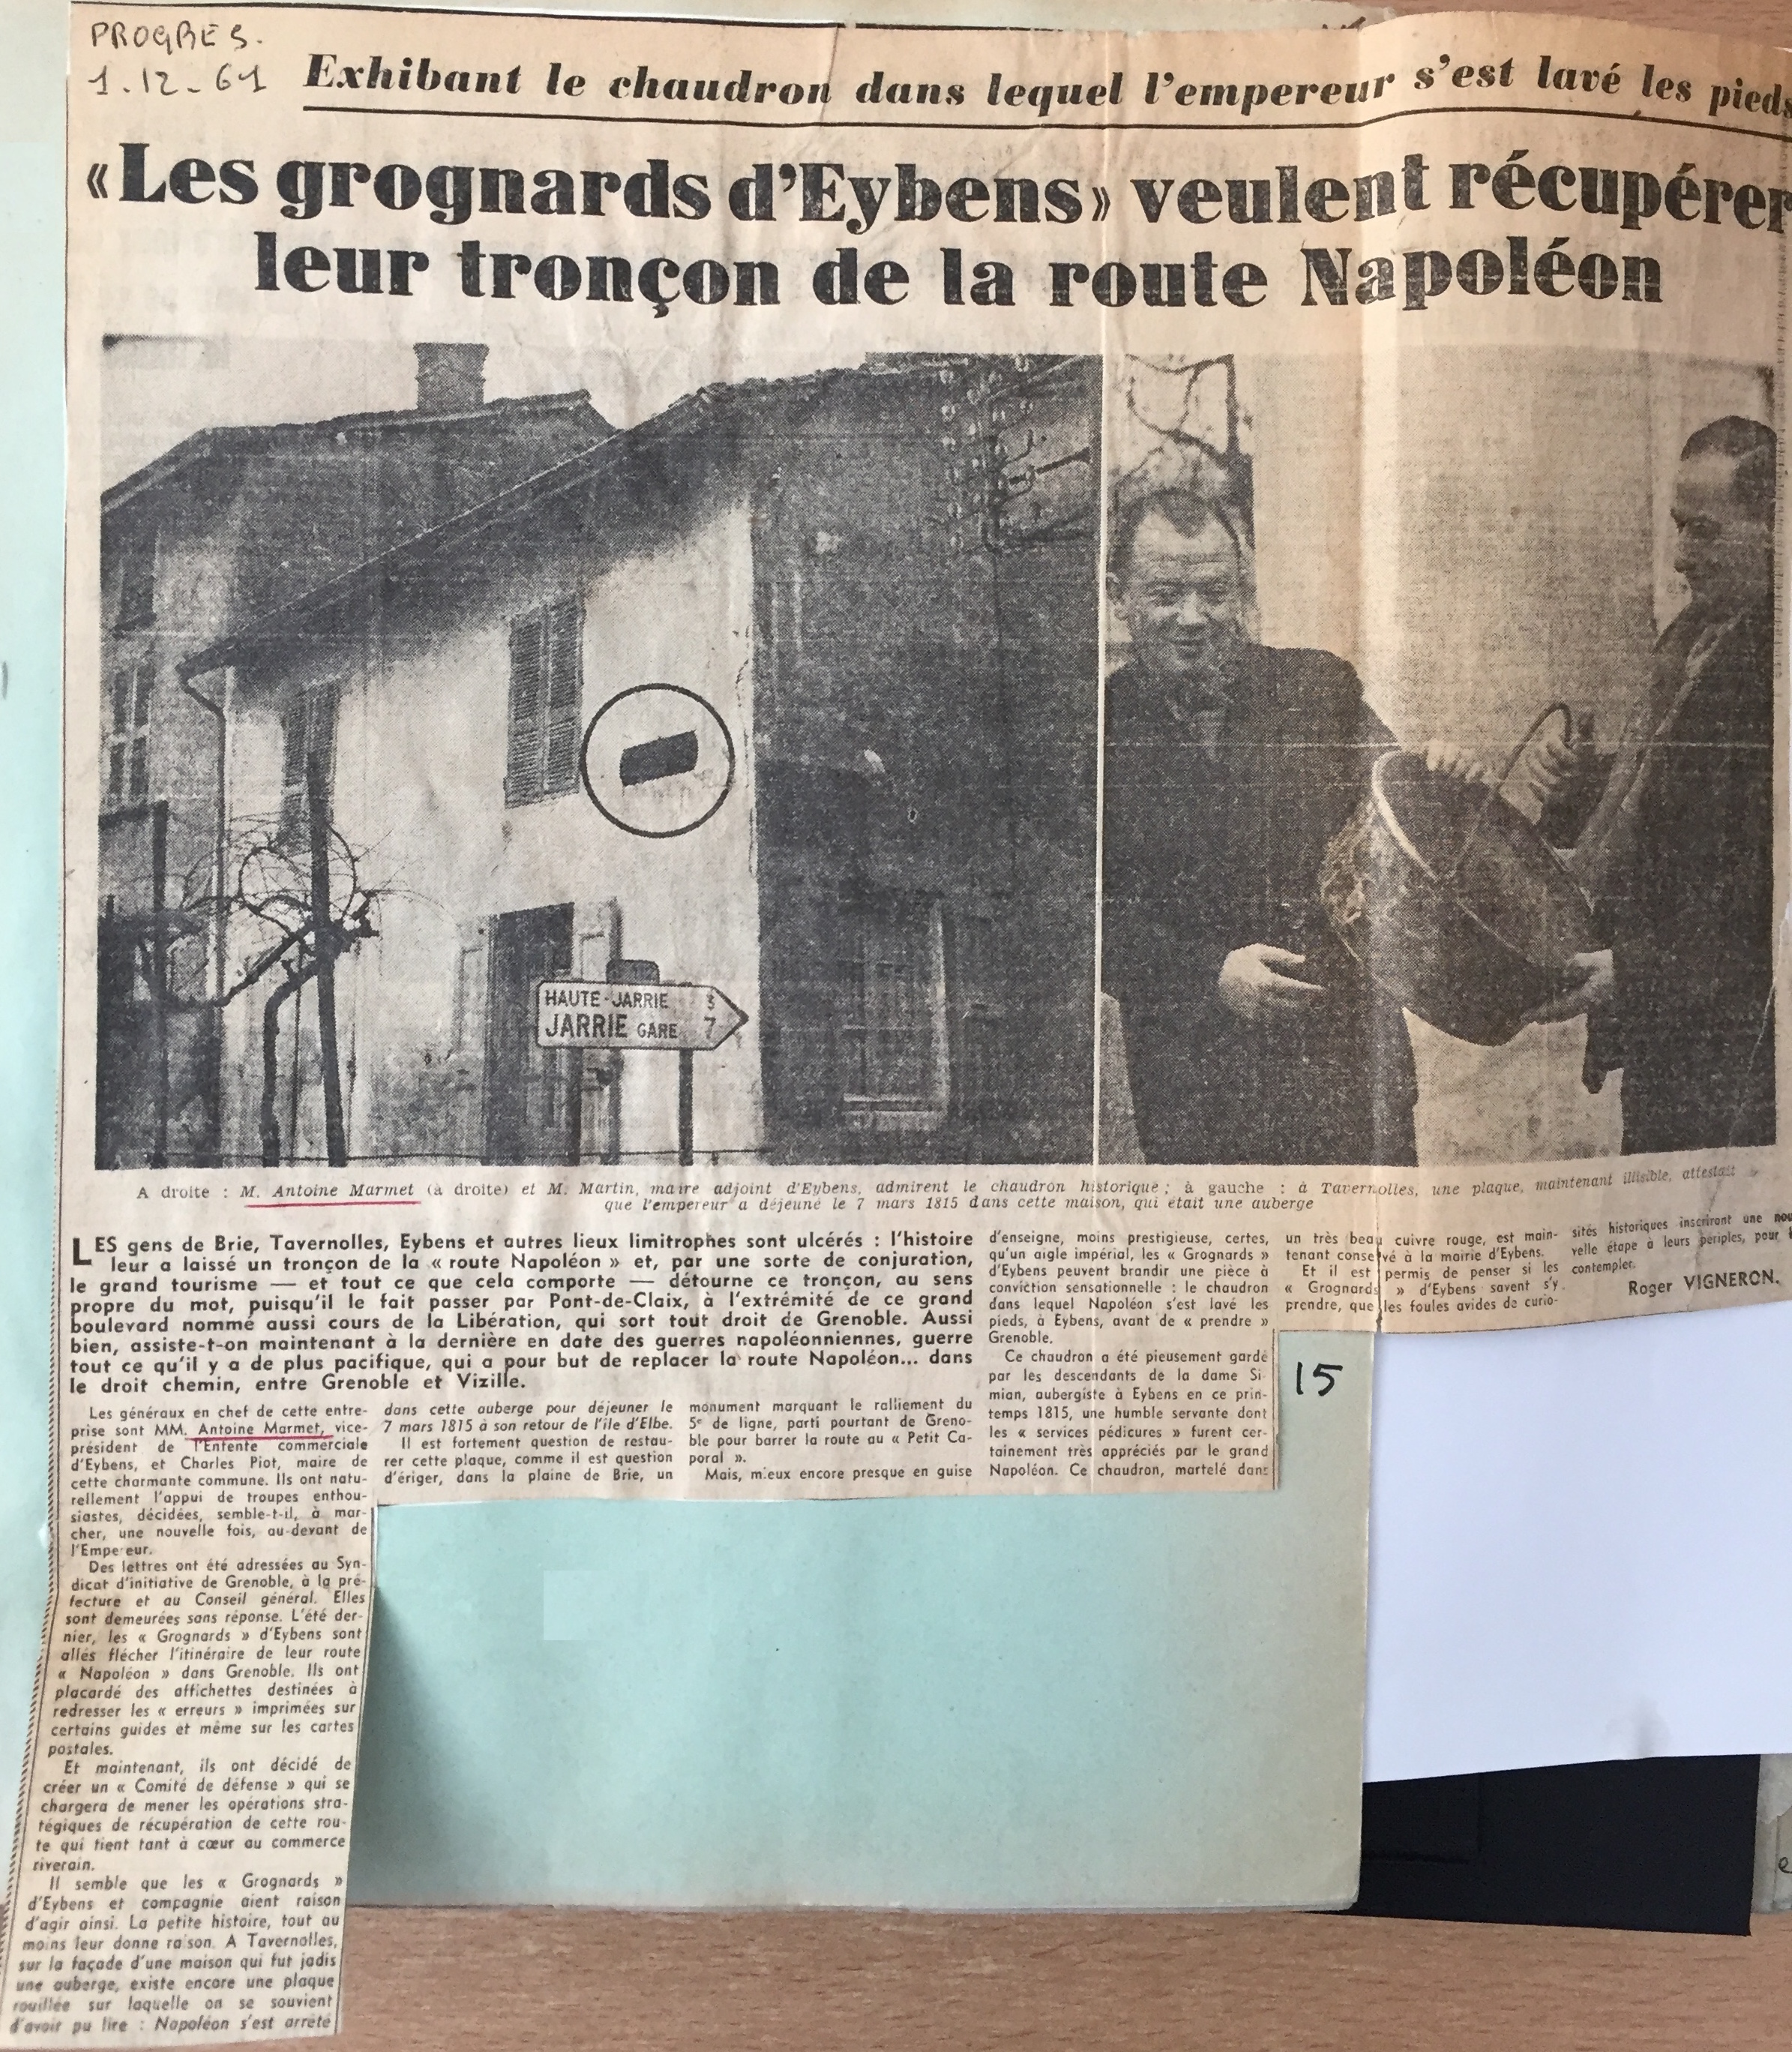 PROGRES.
1.12-61
Exhibant le chaudron dans lequel l'empereur s'est lavé les pieds
«Les grognards d'Eybens» veulent récupérer
leur tronçon de la route Napoléon
HAUTE-JARRIE 3
JARRIE GARE 7
A droite : M. Antoine Marmet (à droite) et M. Martin, maire adjoint d'Eybens, admirent le chaudron historique ; à gauche : à Tavernolles, une plaque, maintenant illisible, attestait
que l'empereur a déjeuné le 7 mars 1815 dans cette maison, qui était une auberge
LES gens de Brie, Tavernolles, Eybens et autres lieux limitrophes sont ulcérés : l'histoire
leur a laissé un tronçon de la « route Napoléon » et, par une sorte de conjuration,
le grand tourisme — et tout ce que cela comporte — détourne ce tronçon, au sens
propre du mot, puisqu'il le fait passer par Pont-de-Claix, à l'extrémité de ce grand
boulevard nommé aussi cours de la Libération, qui sort tout droit de Grenoble. Aussi
bien, assiste-t-on maintenant à la dernière en date des guerres napoléonniennes, guerre
tout ce qu'il y a de plus pacifique, qui a pour but de replacer la route Napoléon... dans
le droit chemin, entre Grenoble et Vizille.
Les généraux en chef de cette entre-
prise sont MM. Antoine Marmet, vice-
président de l'Entente commerciale
d'Eybens, et Charles Piot, maire de
cette charmante commune. Ils ont natu-
rellement l'appui de troupes enthou-
siastes, décidées, semble-t-il, à mar-
cher, une nouvelle fois, au-devant de
l'Empereur.
Des lettres ont été adressées au Syn-
dicat d'initiative de Grenoble, à la pré-
fecture et au Conseil général. Elles
sont demeurées sans réponse. L'été der-
nier, les « Grognards » d'Eybens sont
allés flécher l'itinéraire de leur route
« Napoléon » dans Grenoble. Ils ont
placardé des affichettes destinées à
redresser les « erreurs » imprimées sur
certains guides et même sur les cartes
postales.
Et maintenant, ils ont décidé de
créer un « Comité de défense » qui se
chargera de mener les opérations stra-
tégiques de récupération de cette rou-
te qui tient tant à cœur au commerce
riverain.
Il semble que les « Grognards »
d'Eybens et compagnie aient raison
d'agir ainsi. La petite histoire, tout au
moins leur donne raison. A Tavernolles,
sur la façade d'une maison qui fut jadis
une auberge, existe encore une plaque
rouillée sur laquelle on se souvient
d'avoir pu lire : Napoléon s'est arrêté
dans cette auberge pour déjeuner le
7 mars 1815 à son retour de l'île d'Elbe.
Il est fortement question de restau-
rer cette plaque, comme il est question
d'ériger, dans la plaine de Brie, un
monument marquant le ralliement du
5e de ligne, parti pourtant de Greno-
ble pour barrer la route au « Petit Ca-
poral ».
Mais, mieux encore presque en guise
d'enseigne, moins prestigieuse, certes,
qu'un aigle impérial, les « Grognards »
d'Eybens peuvent brandir une pièce à
conviction sensationnelle : le chaudron
dans lequel Napoléon s'est lavé les
pieds, à Eybens, avant de « prendre »
Grenoble.
Ce chaudron a été pieusement gardé
par les descendants de la dame Si-
mian, aubergiste à Eybens en ce prin-
temps 1815, une humble servante dont
les « services pédicures » furent cer-
tainement très appréciés par le grand
Napoléon. Ce chaudron, martelé dans
un très beau cuivre rouge, est main-
tenant conservé à la mairie d'Eybens.
Et il est permis de penser si les
« Grognards » d'Eybens savent s'y
prendre, que les foules avides de curio-
sités historiques inscriront une nou-
velle étape à leurs périples, pour
contempler.
Roger VIGNERON.
15